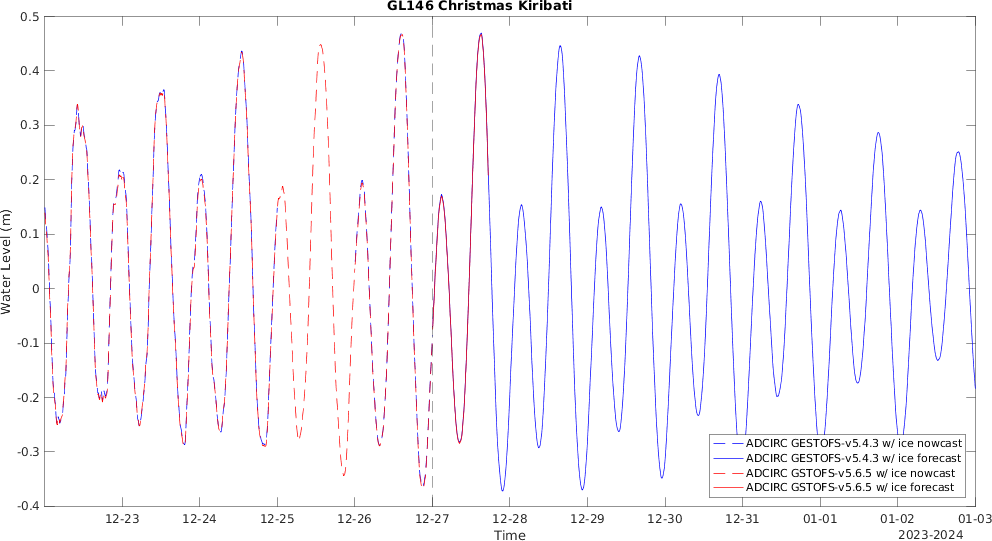 GL146 Christmas Kiribati
0.5
0.4
0.3
0.2
0.1
0
-0.1
-0.2
-0.3
-0.4
Water Level (m)
ADCIRC GESTOFS-v5.4.3 w/ ice nowcast
ADCIRC GESTOFS-v5.4.3 w/ ice forecast
ADCIRC GSTOFS-v5.6.5 w/ ice nowcast
ADCIRC GSTOFS-v5.6.5 w/ ice forecast
12-23 12-24 12-25 12-26 12-27 12-28 12-29 12-30 12-31 01-01 01-02 01-03
Time
2023-2024